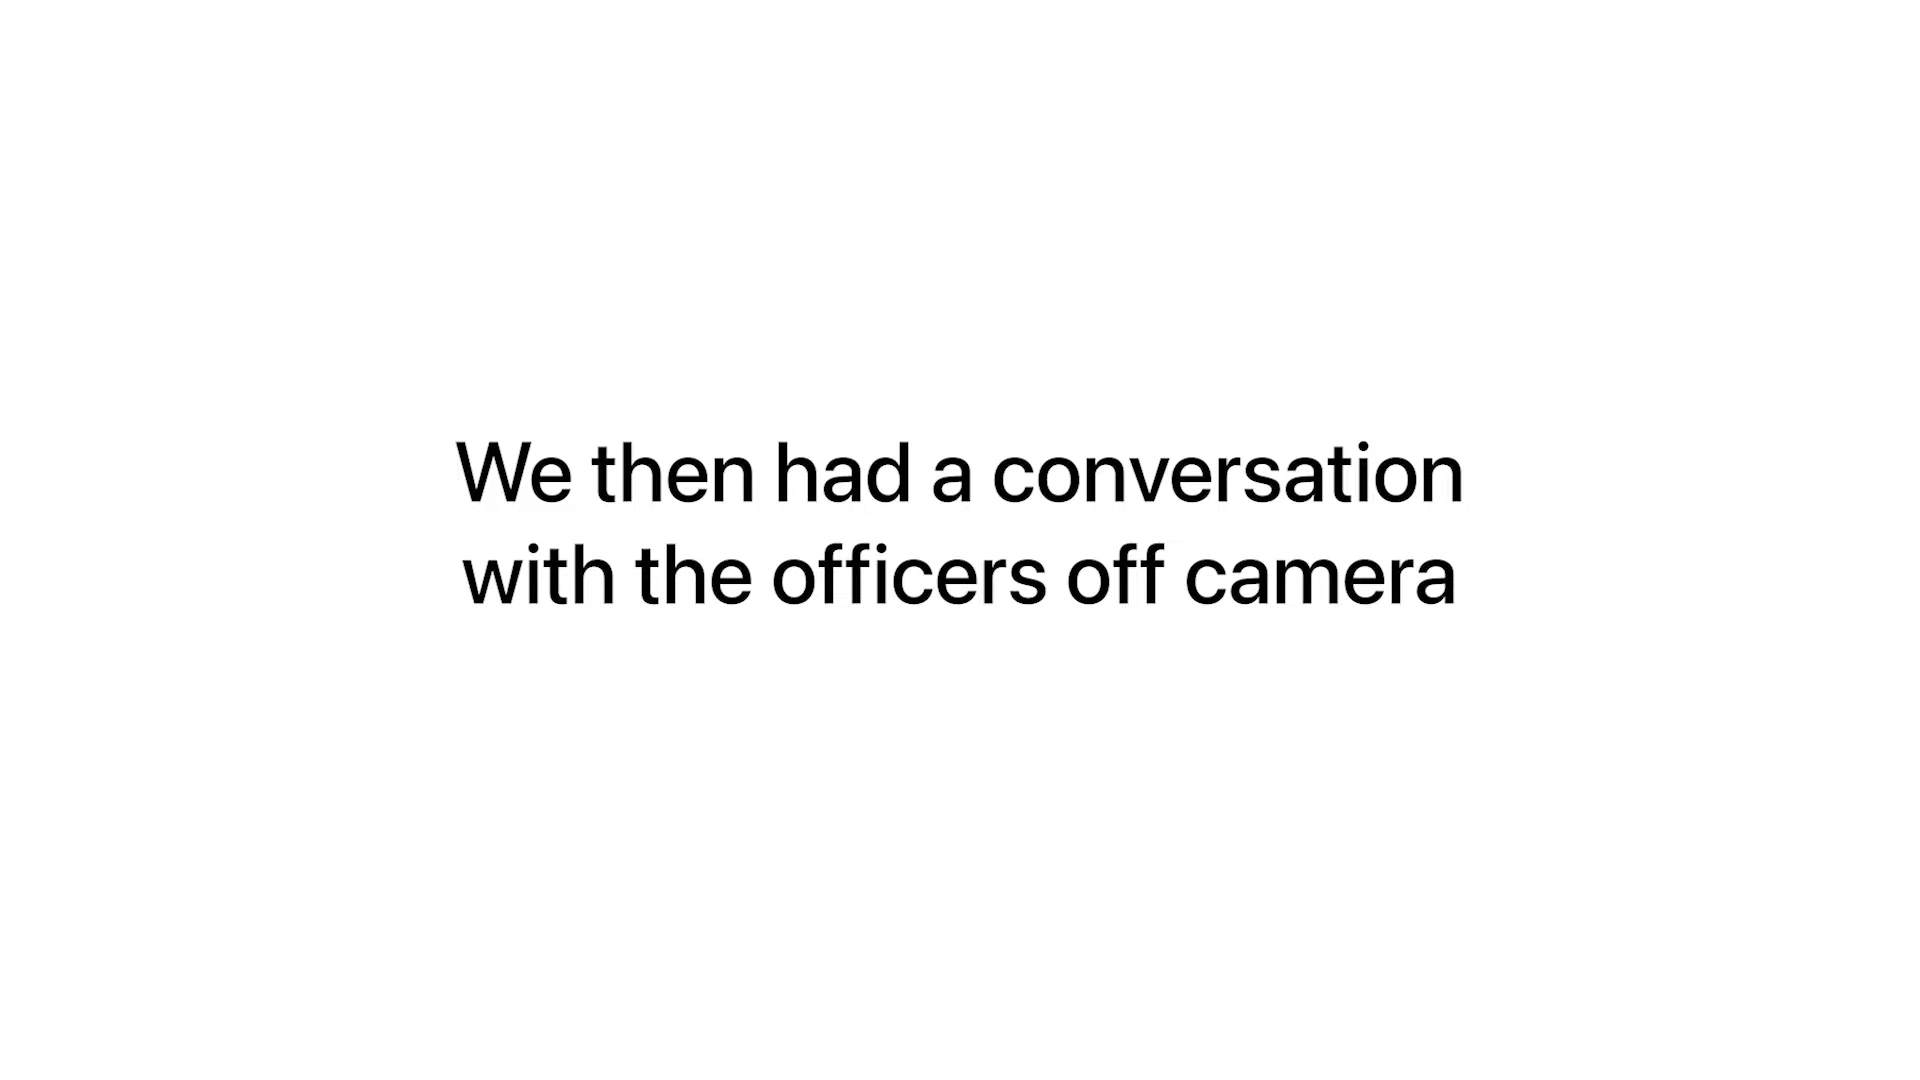 We then had a conversation
with the officers off camera